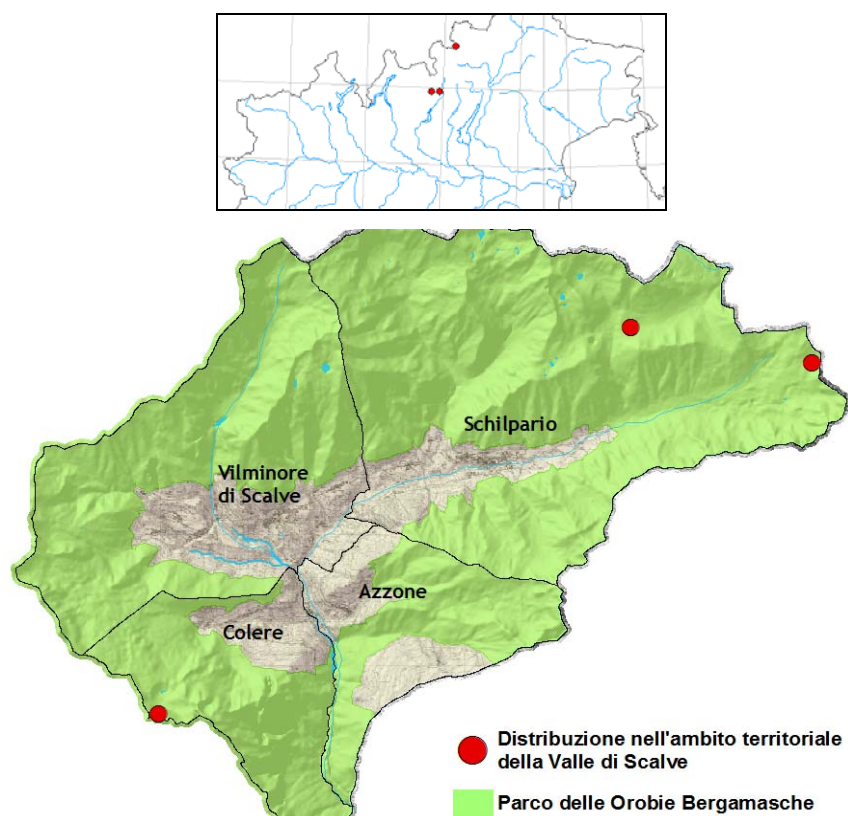 Schilpario
Vilminore
di Scalve
Azzone
Colere
Distribuzione nell'ambito territoriale
della Valle di Scalve
Parco delle Orobie Bergamasche